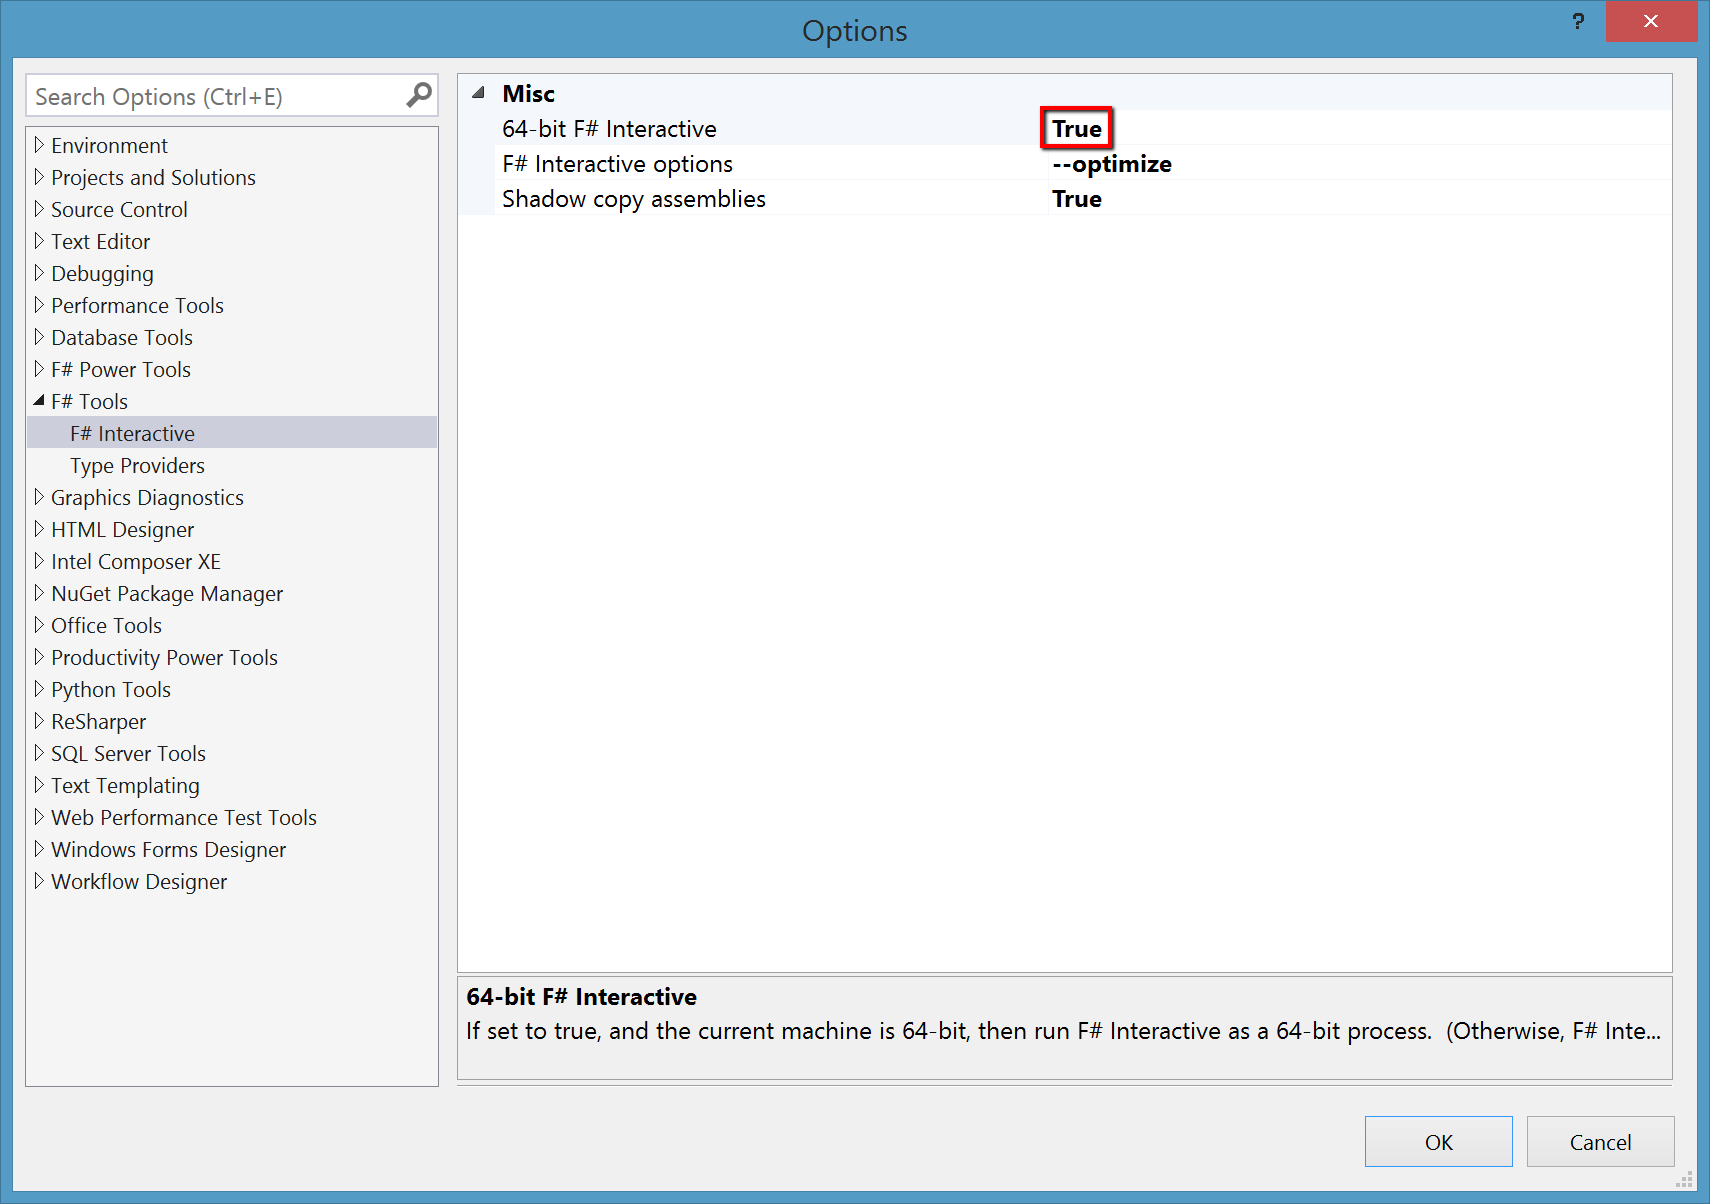 Options
?
Search Options (Ctrl+E)
Environment
Projects and Solutions
Source Control
Text Editor
Debugging
Performance Tools
Database Tools
F# Power Tools
F# Tools
F# Interactive
Type Providers
Graphics Diagnostics
HTML Designer
Intel Composer XE
NuGet Package Manager
Office Tools
Productivity Power Tools
Python Tools
ReSharper
SQL Server Tools
Text Templating
Web Performance Test Tools
Windows Forms Designer
Workflow Designer
Misc
64-bit F# Interactive True
F# Interactive options --optimize
Shadow copy assemblies True
64-bit F# Interactive
If set to true, and the current machine is 64-bit, then run F# Interactive as a 64-bit process.  (Otherwise, F# Inte...
OK
Cancel